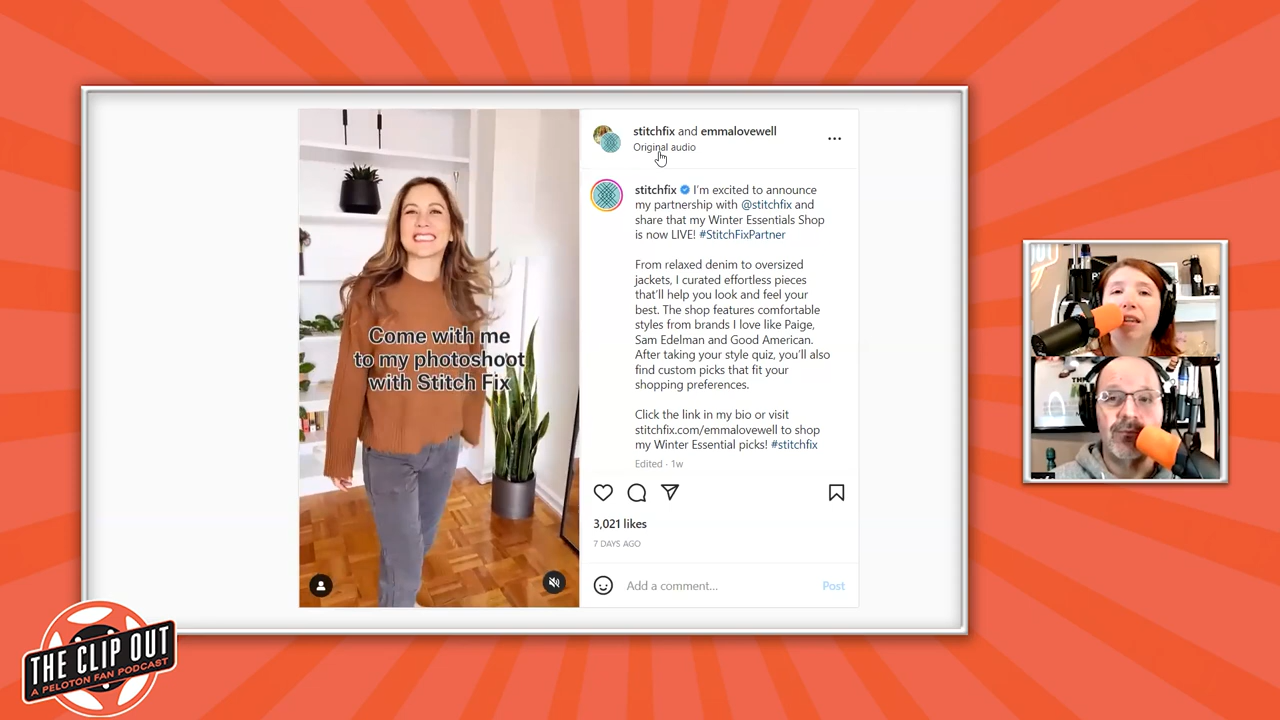 stitchfix and emmalovewell
Original audio
stitchfix I'm excited to announce
my partnership with @stitchfix and
share that my Winter Essentials Shop
is now LIVE! #StitchFixPartner
From relaxed denim to oversized
jackets, I curated effortless pieces
that'll help you look and feel your
best. The shop features comfortable
styles from brands I love like Paige,
Sam Edelman and Good American.
After taking your style quiz, you'll also
find custom picks that fit your
shopping preferences.
Click the link in my bio or visit
stitchfix.com/emmalovewell to shop
my Winter Essential picks! #stitchfix
Edited · 1w
3,021 likes
7 DAYS AGO
Add a comment... Post
Come with me
to my photoshoot
with Stitch Fix
THE CLIP OUT
A PELOTON FAN PODCAST